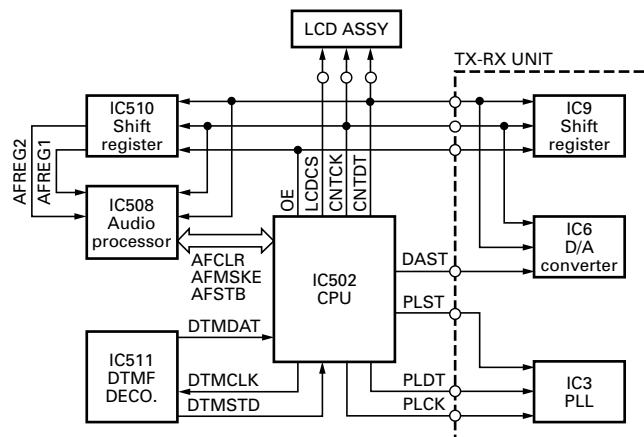 LCD ASSY
TX-RX UNIT
IC510
Shift
register
IC9
Shift
register
AFREG2
AFREG1
OE
LCDCS
CNTCK
CNTDT
IC508
Audio
processor
IC6
D/A
converter
AFCLR
AFMSKE
AFSTB
IC502
CPU
DAST
PLST
IC511
DTMF
DECO.
DTMDAT
DTMCLK
DTMSTD
PLDT
PLCK
IC3
PLL